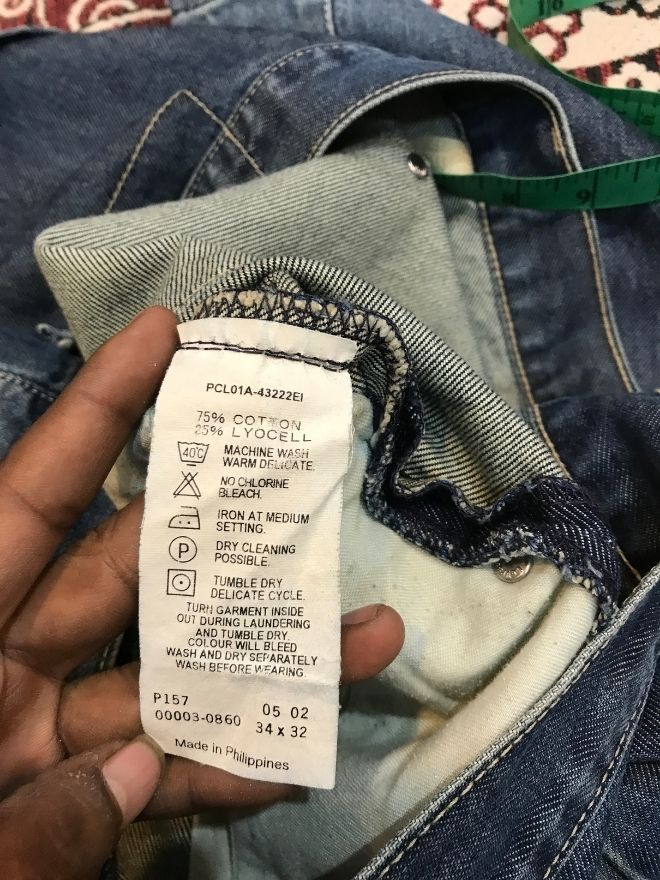 PCL01A-43222EI
75% COTTON
25% LYOCELL
40°C
MACHINE WASH
WARM DELICATE.
NO CHLORINE
BLEACH.
IRON AT MEDIUM
SETTING.
P
DRY CLEANING
POSSIBLE.
TUMBLE DRY
DELICATE CYCLE.
TURN GARMENT INSIDE
OUT DURING LAUNDERING
AND TUMBLE DRY.
COLOUR WILL BLEED
WASH AND DRY SEPARATELY
WASH BEFORE WEARING.
P157 05 02
00003-0860 34 x 32
Made in Philippines